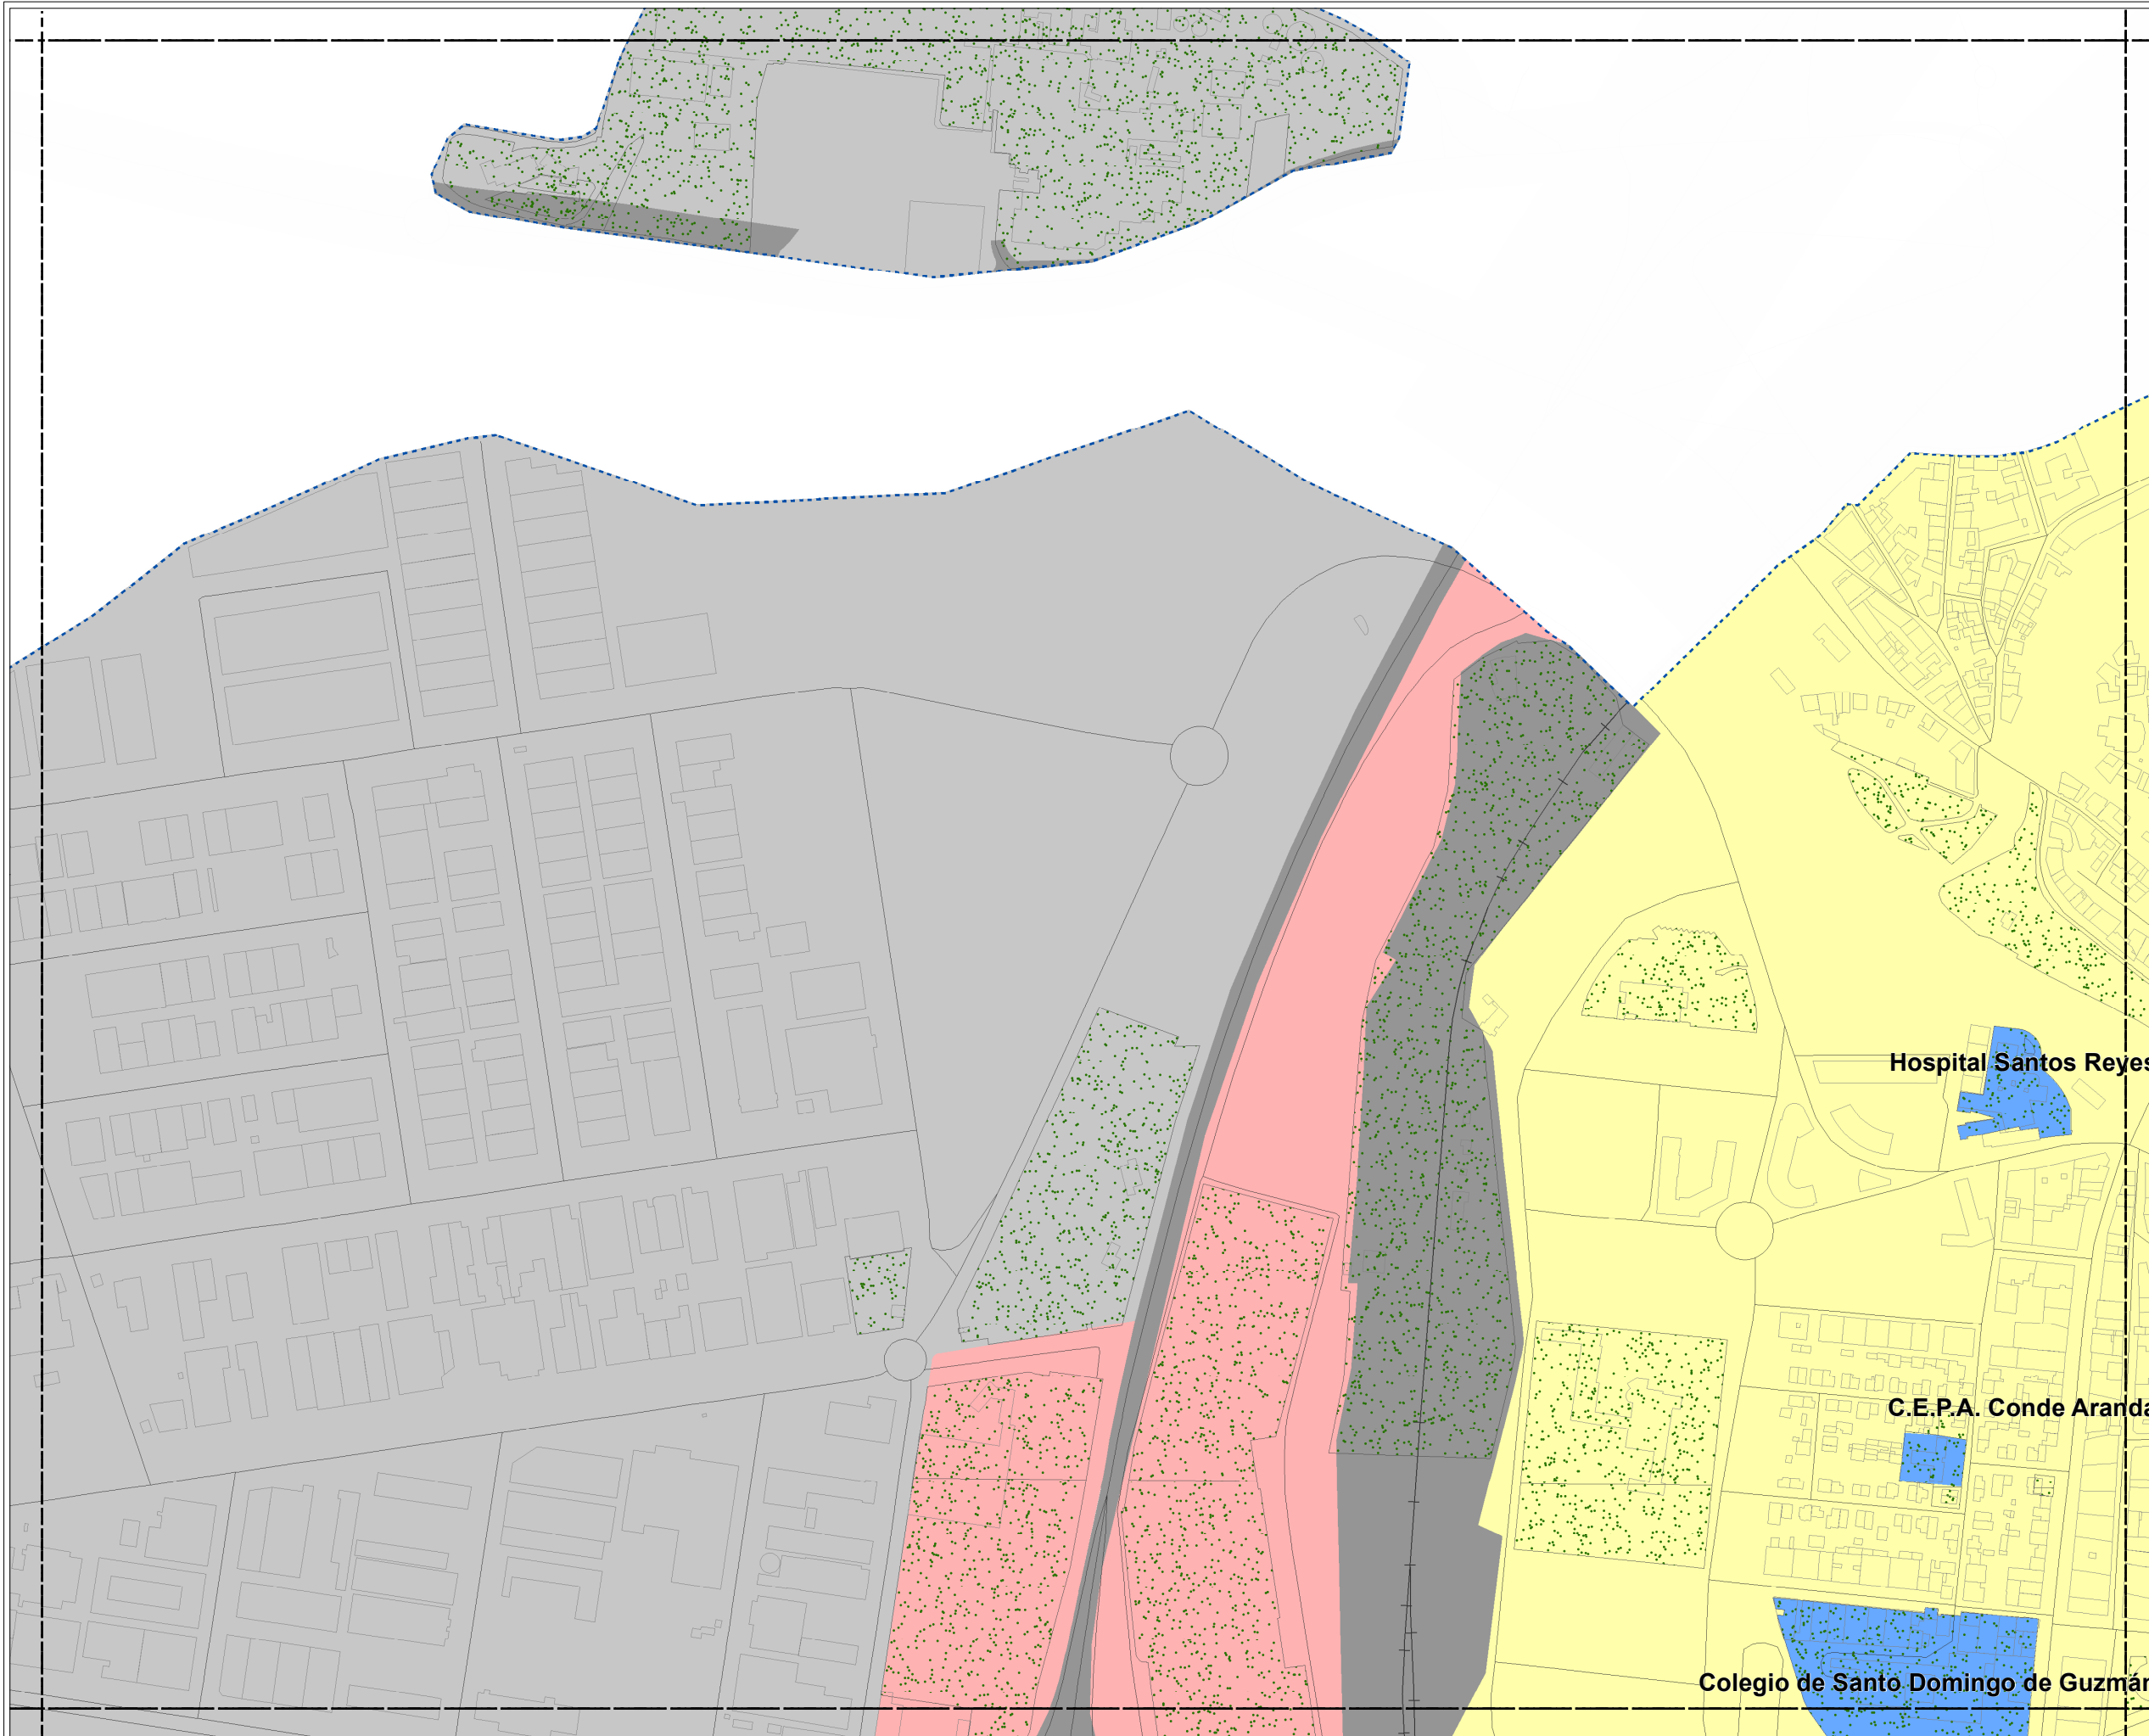 Hospital Santos Reyes
C.E.P.A. Conde Aranda
Colegio de Santo Domingo de Guzmán